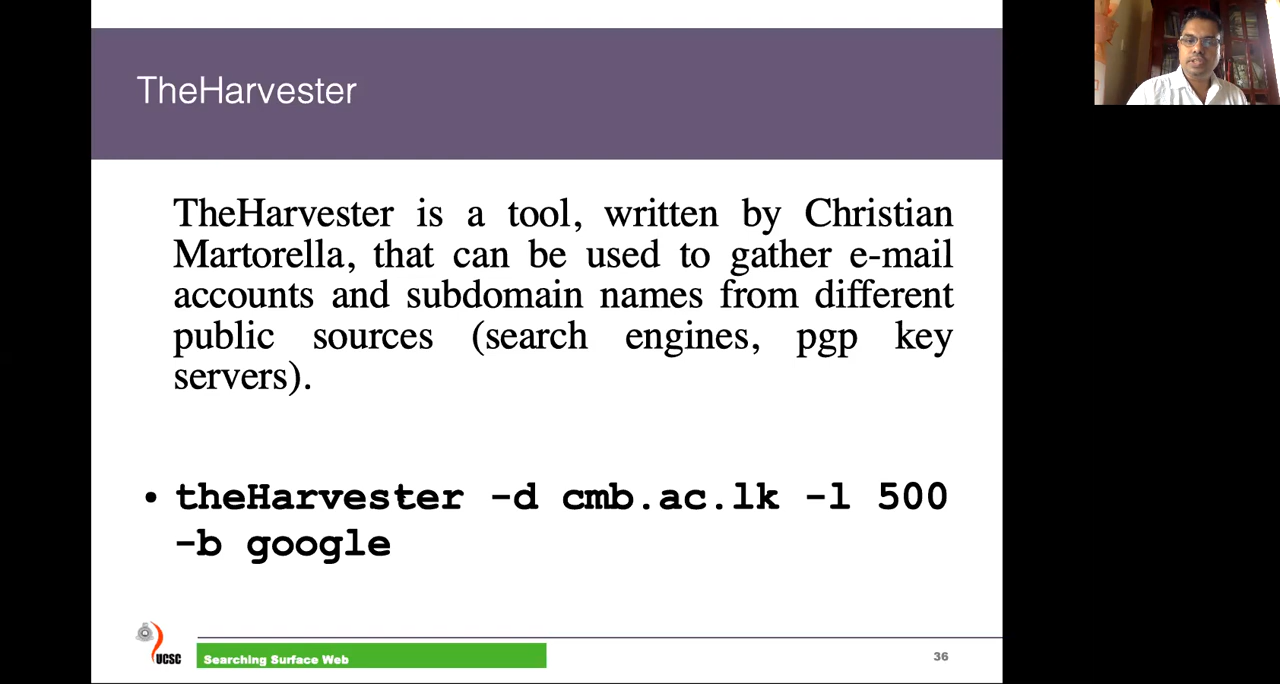 TheHarvester
TheHarvester is a tool, written by Christian
Martorella, that can be used to gather e-mail
accounts and subdomain names from different
public sources (search engines, pgp key
servers).
• theHarvester -d cmb.ac.lk -l 500
-b google
UCSC
Searching Surface Web
36